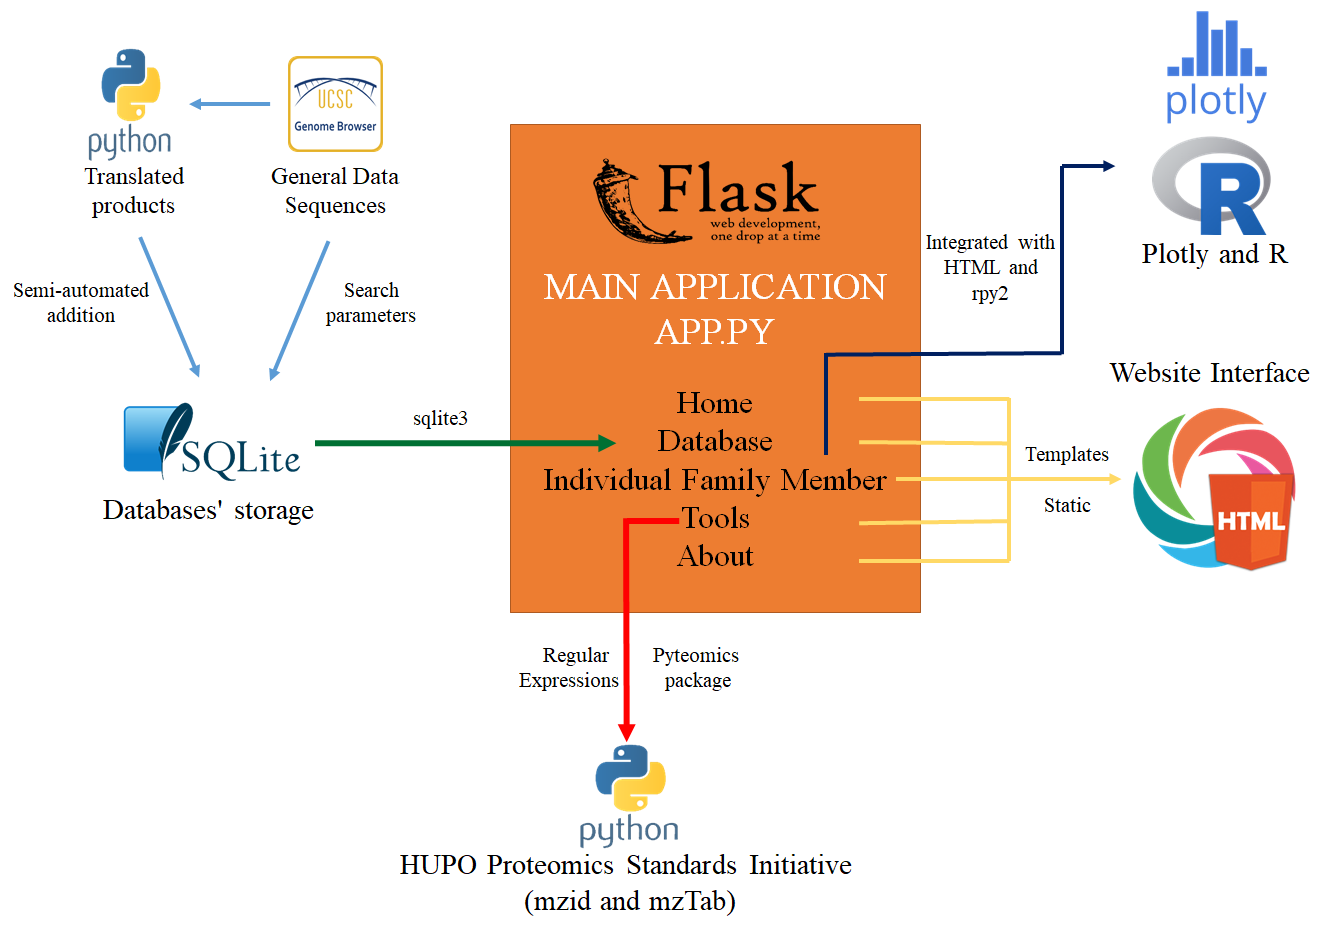 python
Translated
products
UCSC
Genome Browser
General Data
Sequences
Semi-automated
addition
Search
parameters
SQLite
Databases' storage
sqlite3
Flask
web development,
one drop at a time
MAIN APPLICATION
APP.PY
Home
Database
Individual Family Member
Tools
About
Integrated with
HTML and
rpy2
plotly
R
Plotly and R
Website Interface
Templates
Static
HTML
Regular
Expressions
Pyteomics
package
python
HUPO Proteomics Standards Initiative
(mzid and mzTab)